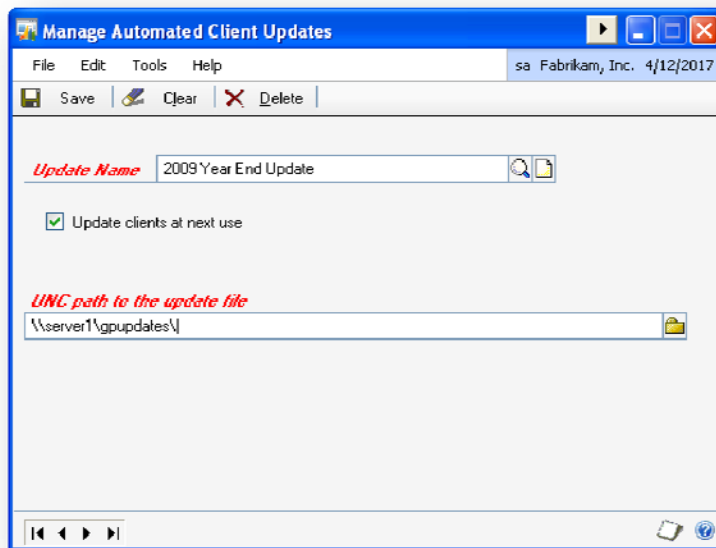 Manage Automated Client Updates
File Edit Tools Help sa Fabrikam, Inc. 4/12/2017
Save Clear Delete
Update Name 2009 Year End Update
Update clients at next use
UNC path to the update file
\\server1\gpupdates\